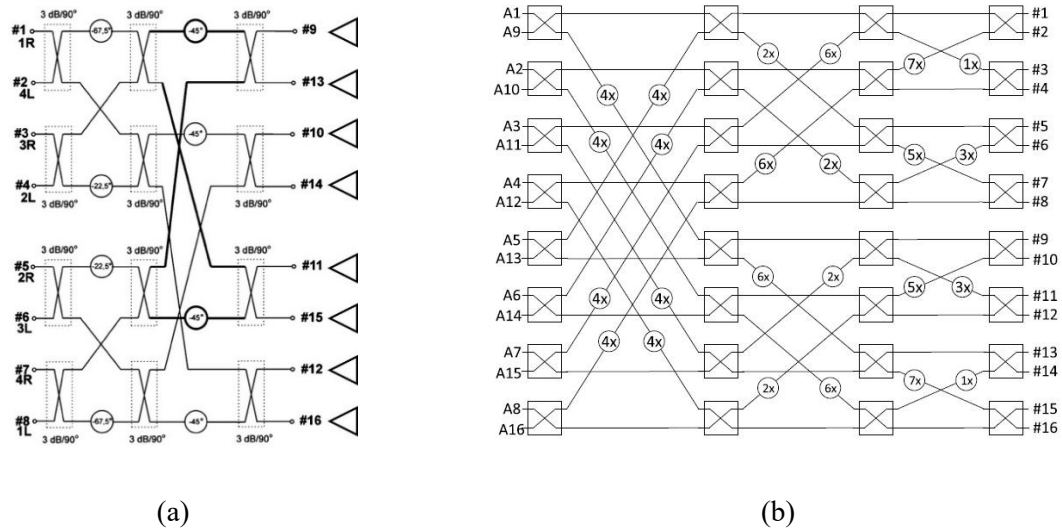 3 dB/90° 3 dB/90° 3 dB/90°
#1 -67,5° -45° #9
1R
#2 #13
4L
#3 -45° #10
3R
#4 -22,5° #14
2L
3 dB/90° 3 dB/90° 3 dB/90°
3 dB/90° 3 dB/90° 3 dB/90°
#5 -22,5° #11
2R
#6 -45° #15
3L
#7 #12
4R
#8 -67,5° -45° #16
1L
3 dB/90° 3 dB/90° 3 dB/90°
(a)
A1 #1
A9 2x 6x 7x 1x #2
A2 #3
A10 4x 4x #4
A3 #5
A11 4x 4x 6x 2x 5x 3x #6
A4 #7
A12 #8
A5 #9
A13 6x 2x 5x 3x #10
A6 4x 4x #11
A14 #12
A7 4x 4x #13
A15 2x 6x 7x 1x #14
A8 #15
A16 #16
(b)